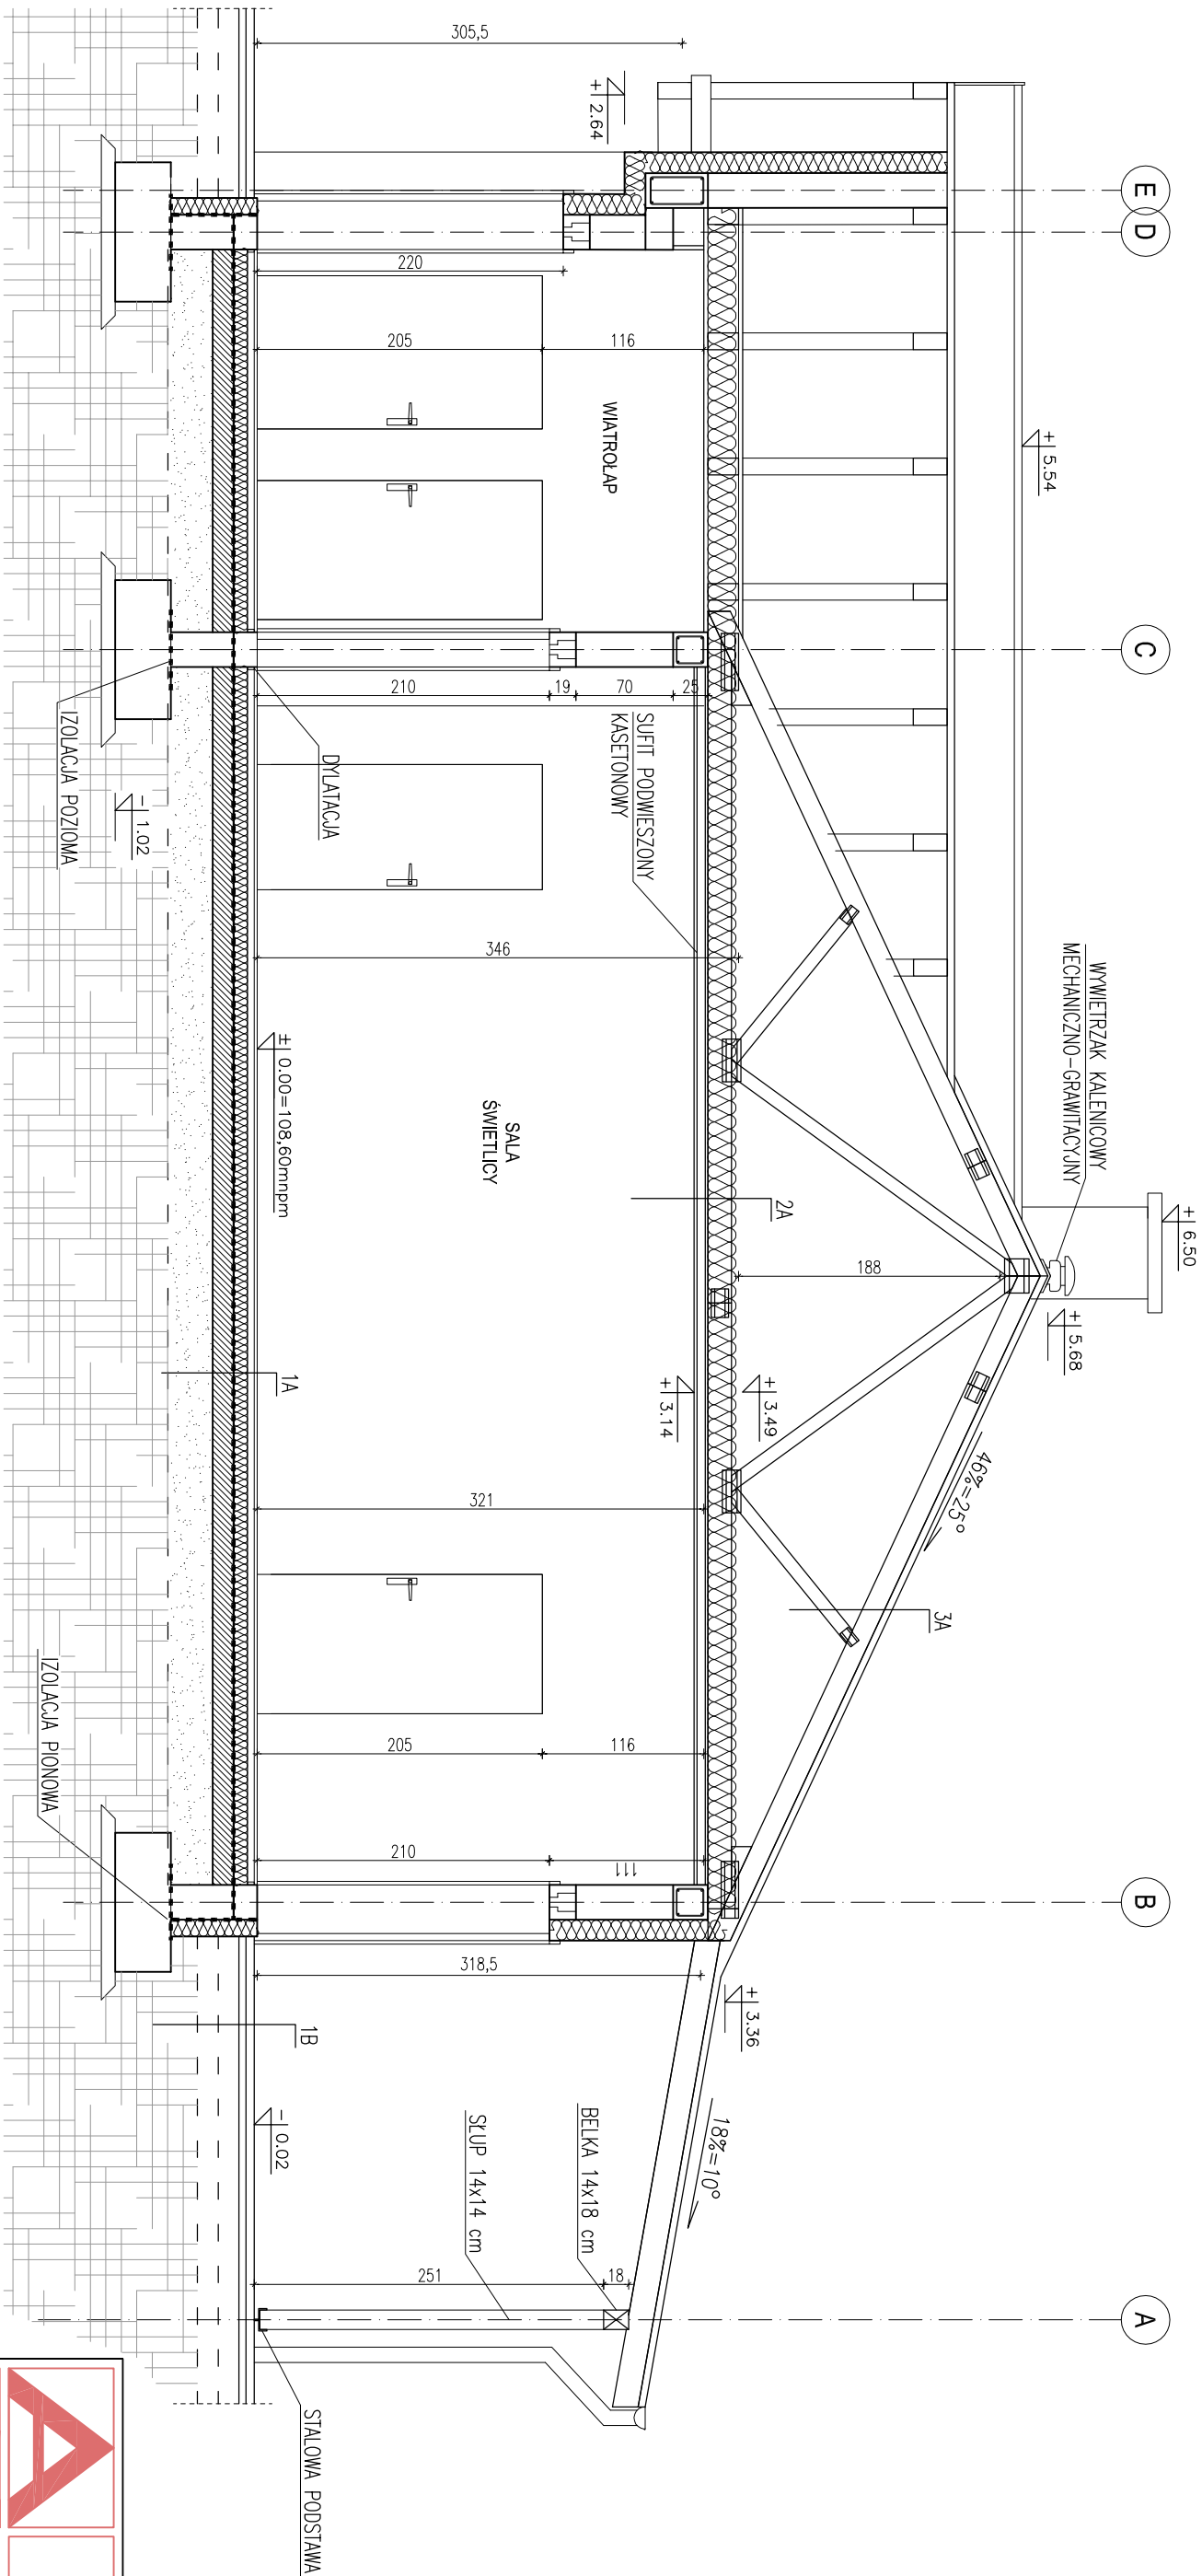 305,5
+ 2.64
E
D
220
205
116
WIATROŁAP
+ 5.54
C
210
19
70
25
SUFIT PODWIESZONY
KASETONOWY
DYLATACJA
IZOLACJA POZIOMA
- 1.02
346
± 0.00=108,60mnpm
SALA
ŚWIETLICY
WYWIETRZAK KALENICOWY
MECHANICZNO-GRAWITACYJNY
+ 6.50
+ 5.68
188
2A
1A
+ 3.14
+ 3.49
46%=25°
321
3A
205
116
IZOLACJA PIONOWA
210
111
B
318,5
+ 3.36
1B
- 0.02
18%=10°
BELKA 14x18 cm
SŁUP 14x14 cm
251
18
A
STALOWA PODSTAWA
A